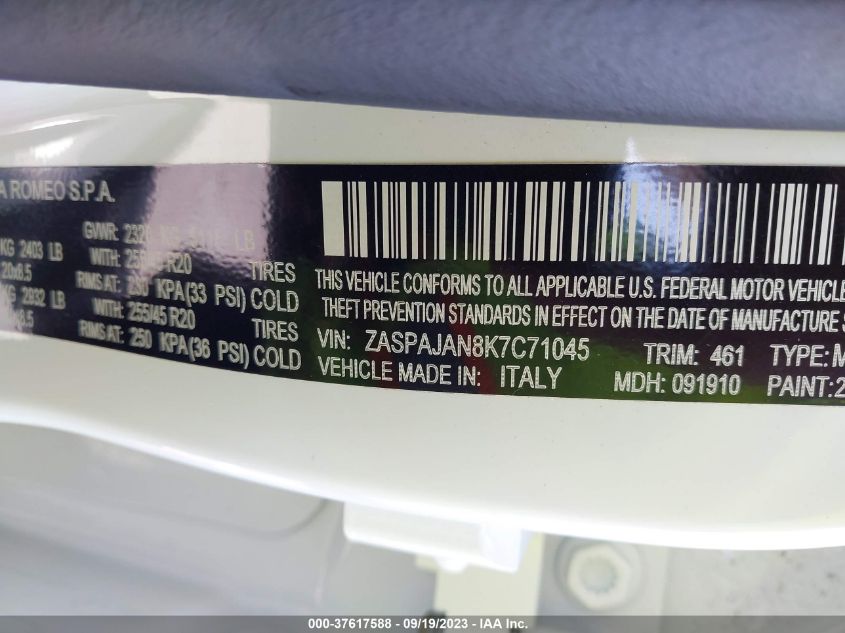 A ROMEO S.P.A.
GVWR: LB
KG 2403 LB WITH: R20 TIRES
20x8.5 RIMS AT: KPA(33 PSI) COLD
KG 2932 LB WITH: 255/45 R20 TIRES
RIMS AT: 250 KPA(36 PSI) COLD
THIS VEHICLE CONFORMS TO ALL APPLICABLE U.S. FEDERAL MOTOR VEHICLE
THEFT PREVENTION STANDARDS IN EFFECT ON THE DATE OF MANUFACTURE S
VIN: ZASPAJAN8K7C71045 TRIM: 461 TYPE: M
VEHICLE MADE IN: ITALY MDH: 091910 PAINT: 2
000-37617588 - 09/19/2023 - IAA Inc.